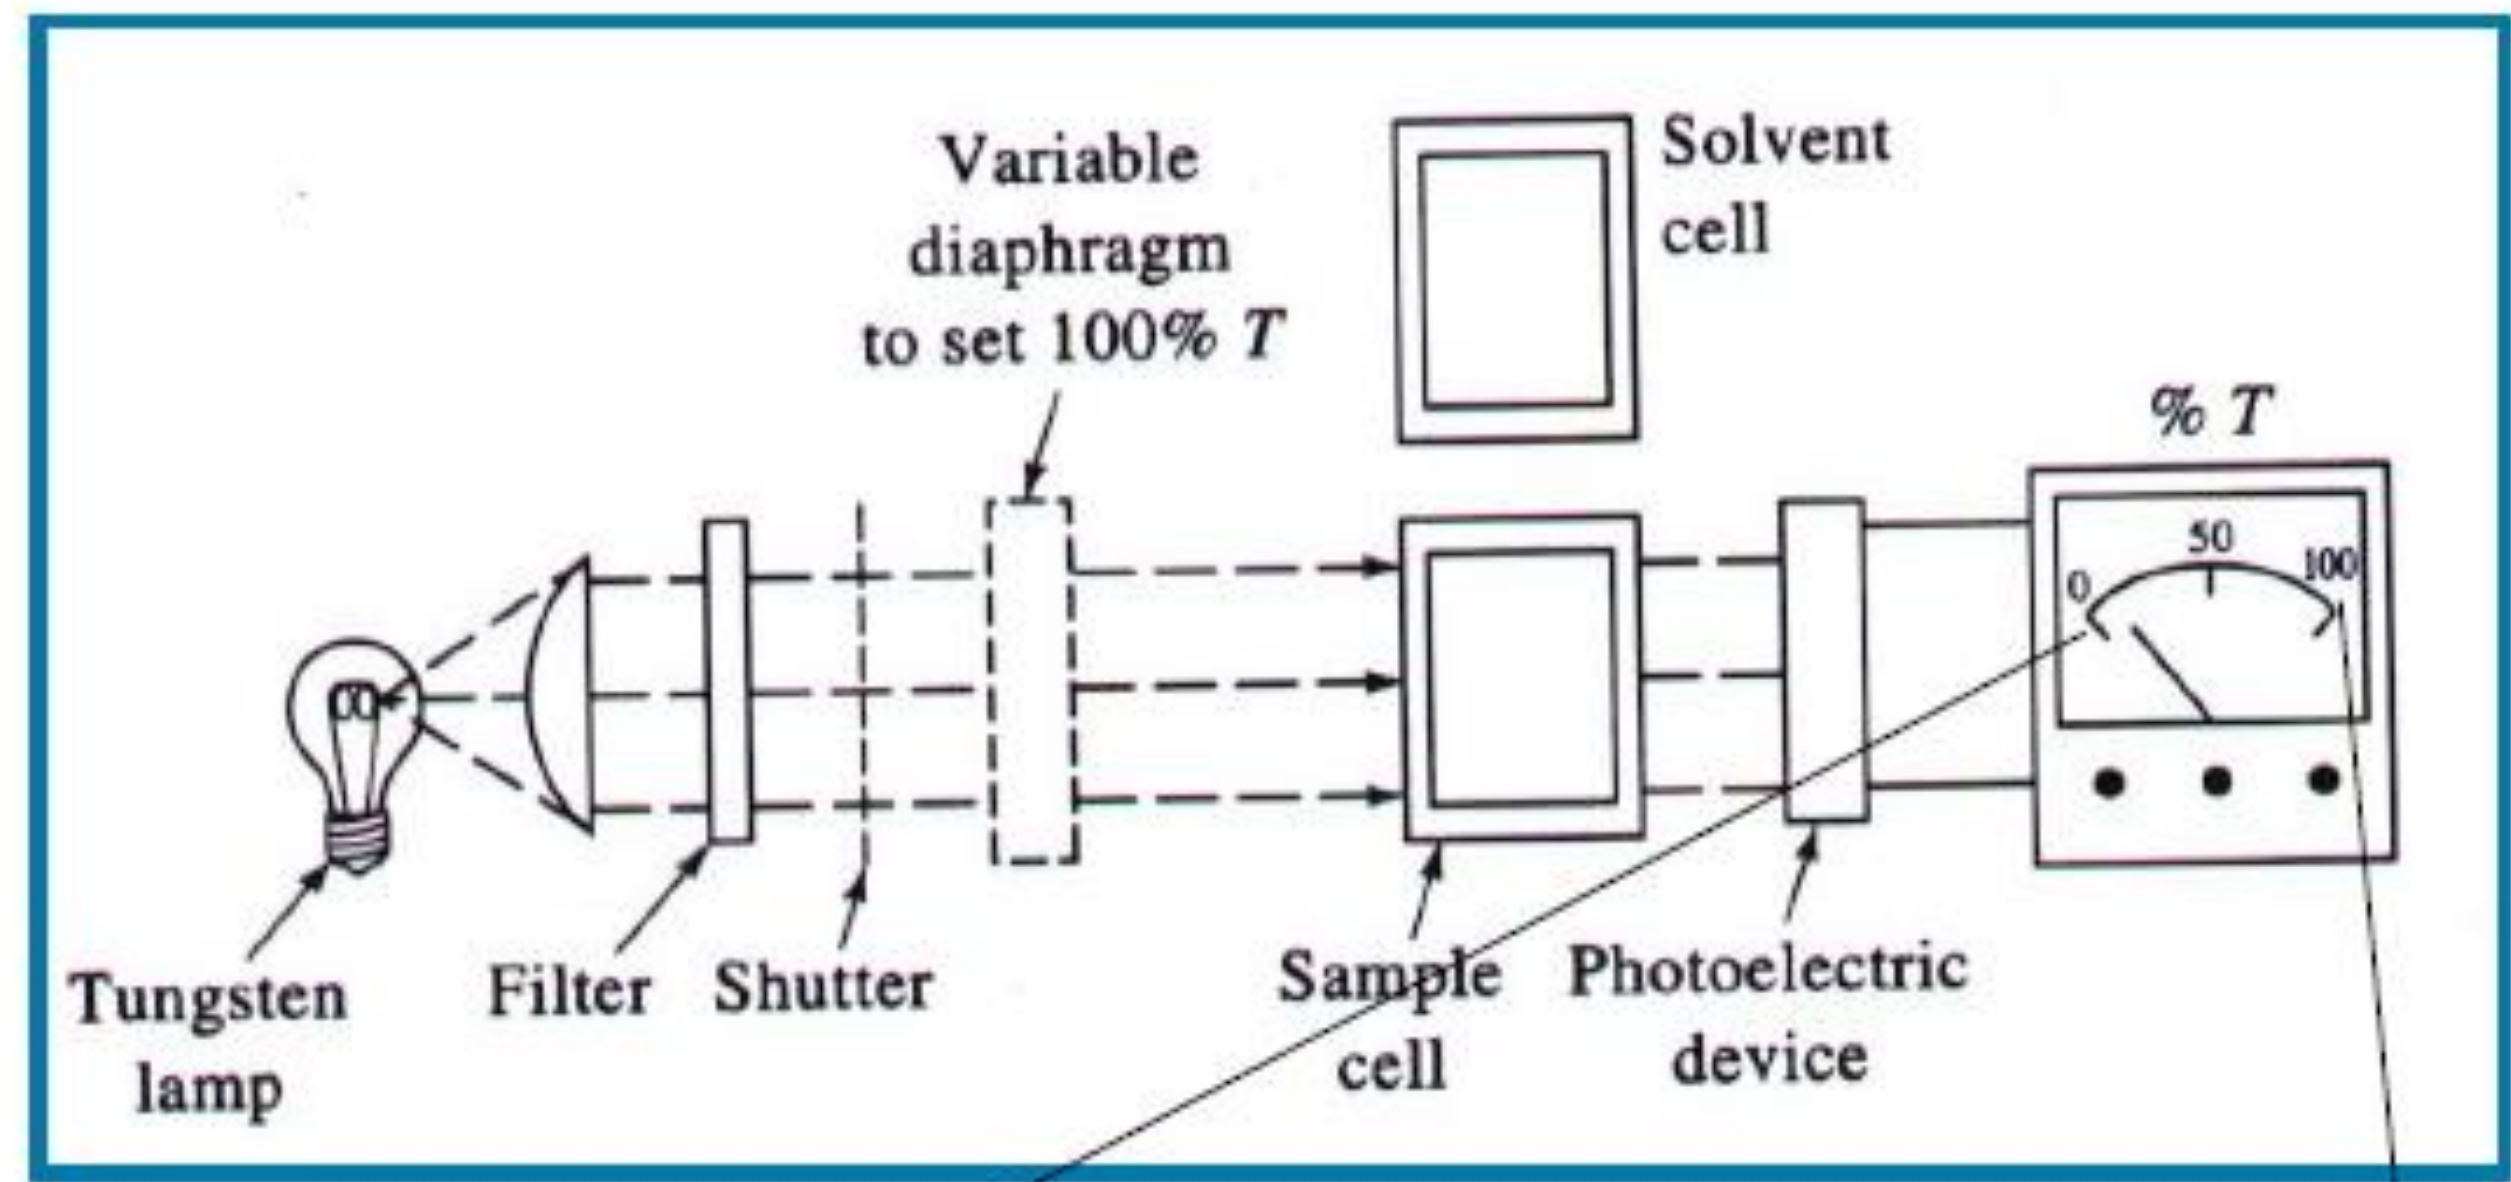 Variable
diaphragm
to set 100% T
Solvent
cell
% T
0
50
100
Tungsten
lamp
Filter
Shutter
Sample
cell
Photoelectric
device